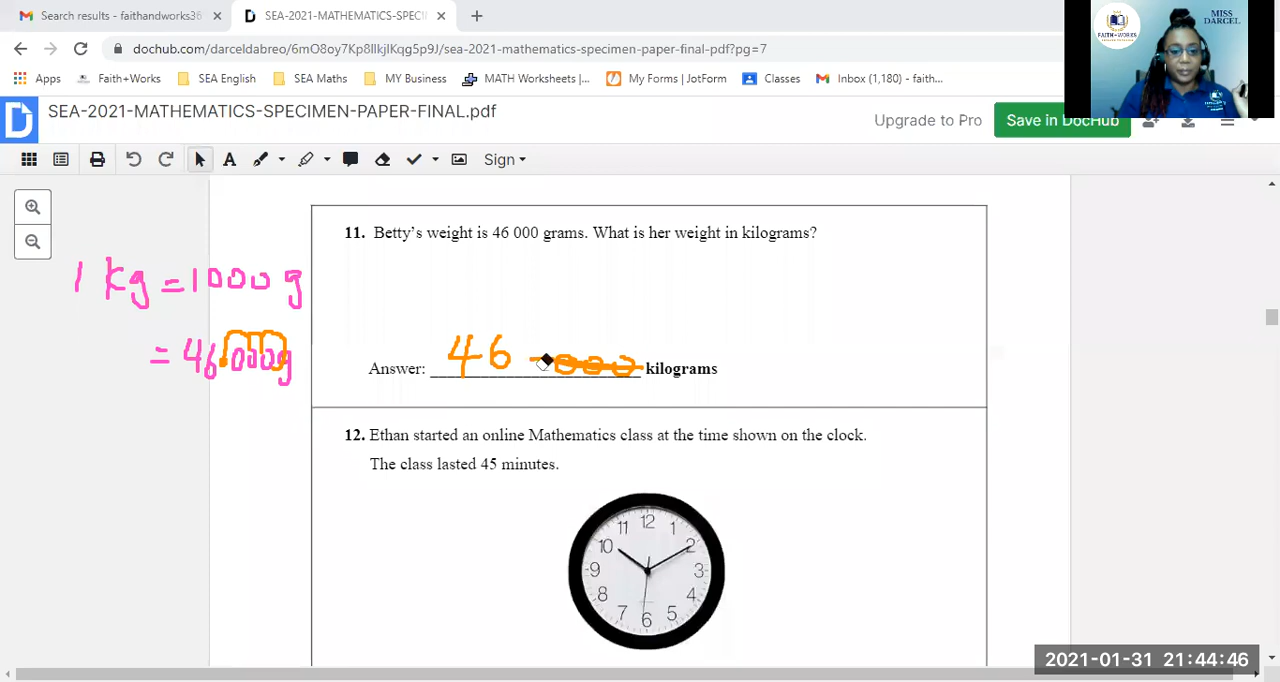 Search results - faithandworks36
SEA-2021-MATHEMATICS-SPECI
dochub.com/darceldabreo/
/sea-2021-mathematics-specimen-paper-final-pdf?pg=7
Apps
Faith+Works
SEA English
SEA Maths
MY Business
MATH Worksheets |...
My Forms | JotForm
Classes
Inbox (1,180) - faith...
FAITH+WORKS
MISS
DARCEL
SEA-2021-MATHEMATICS-SPECIMEN-PAPER-FINAL.pdf
Upgrade to Pro
Save in DocHub
A
Sign
11. Betty's weight is 46 000 grams. What is her weight in kilograms?
1 kg = 1000g
= 46000g
Answer: 46 000 kilograms
12. Ethan started an online Mathematics class at the time shown on the clock.
The class lasted 45 minutes.
12
1
2
3
4
5
6
7
8
9
10
11
2021-01-31 21:44:46